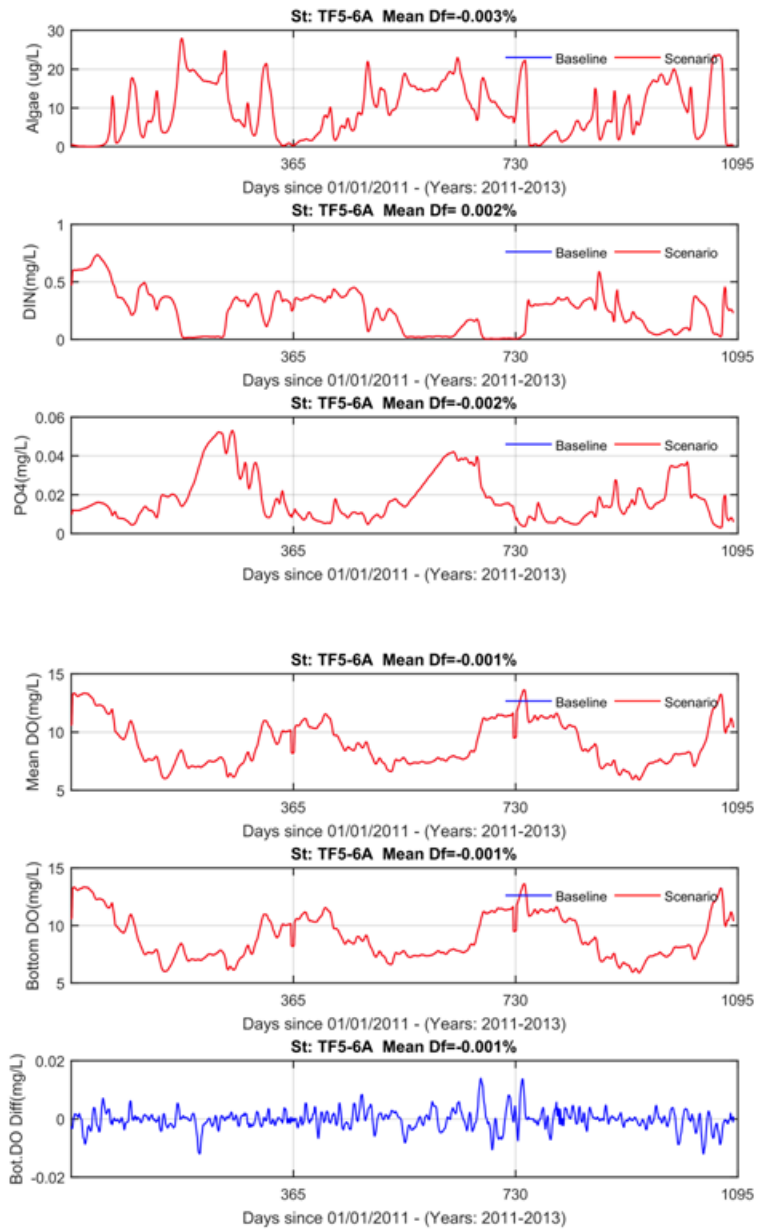 St: TF5-6A Mean Df=-0.003%
30
20
10
0
Algae (ug/L)
Baseline
Scenario
365
730
1095
Days since 01/01/2011 - (Years: 2011-2013)
St: TF5-6A Mean Df= 0.002%
1
0.5
0
DIN(mg/L)
Baseline
Scenario
365
730
1095
Days since 01/01/2011 - (Years: 2011-2013)
St: TF5-6A Mean Df=-0.002%
0.06
0.04
0.02
0
PO4(mg/L)
Baseline
Scenario
365
730
1095
Days since 01/01/2011 - (Years: 2011-2013)
St: TF5-6A Mean Df=-0.001%
15
10
5
Mean DO(mg/L)
Baseline
Scenario
365
730
1095
Days since 01/01/2011 - (Years: 2011-2013)
St: TF5-6A Mean Df=-0.001%
15
10
5
Bottom DO(mg/L)
Baseline
Scenario
365
730
1095
Days since 01/01/2011 - (Years: 2011-2013)
St: TF5-6A Mean Df=-0.001%
0.02
0
-0.02
Bot.DO Diff(mg/L)
365
730
1095
Days since 01/01/2011 - (Years: 2011-2013)